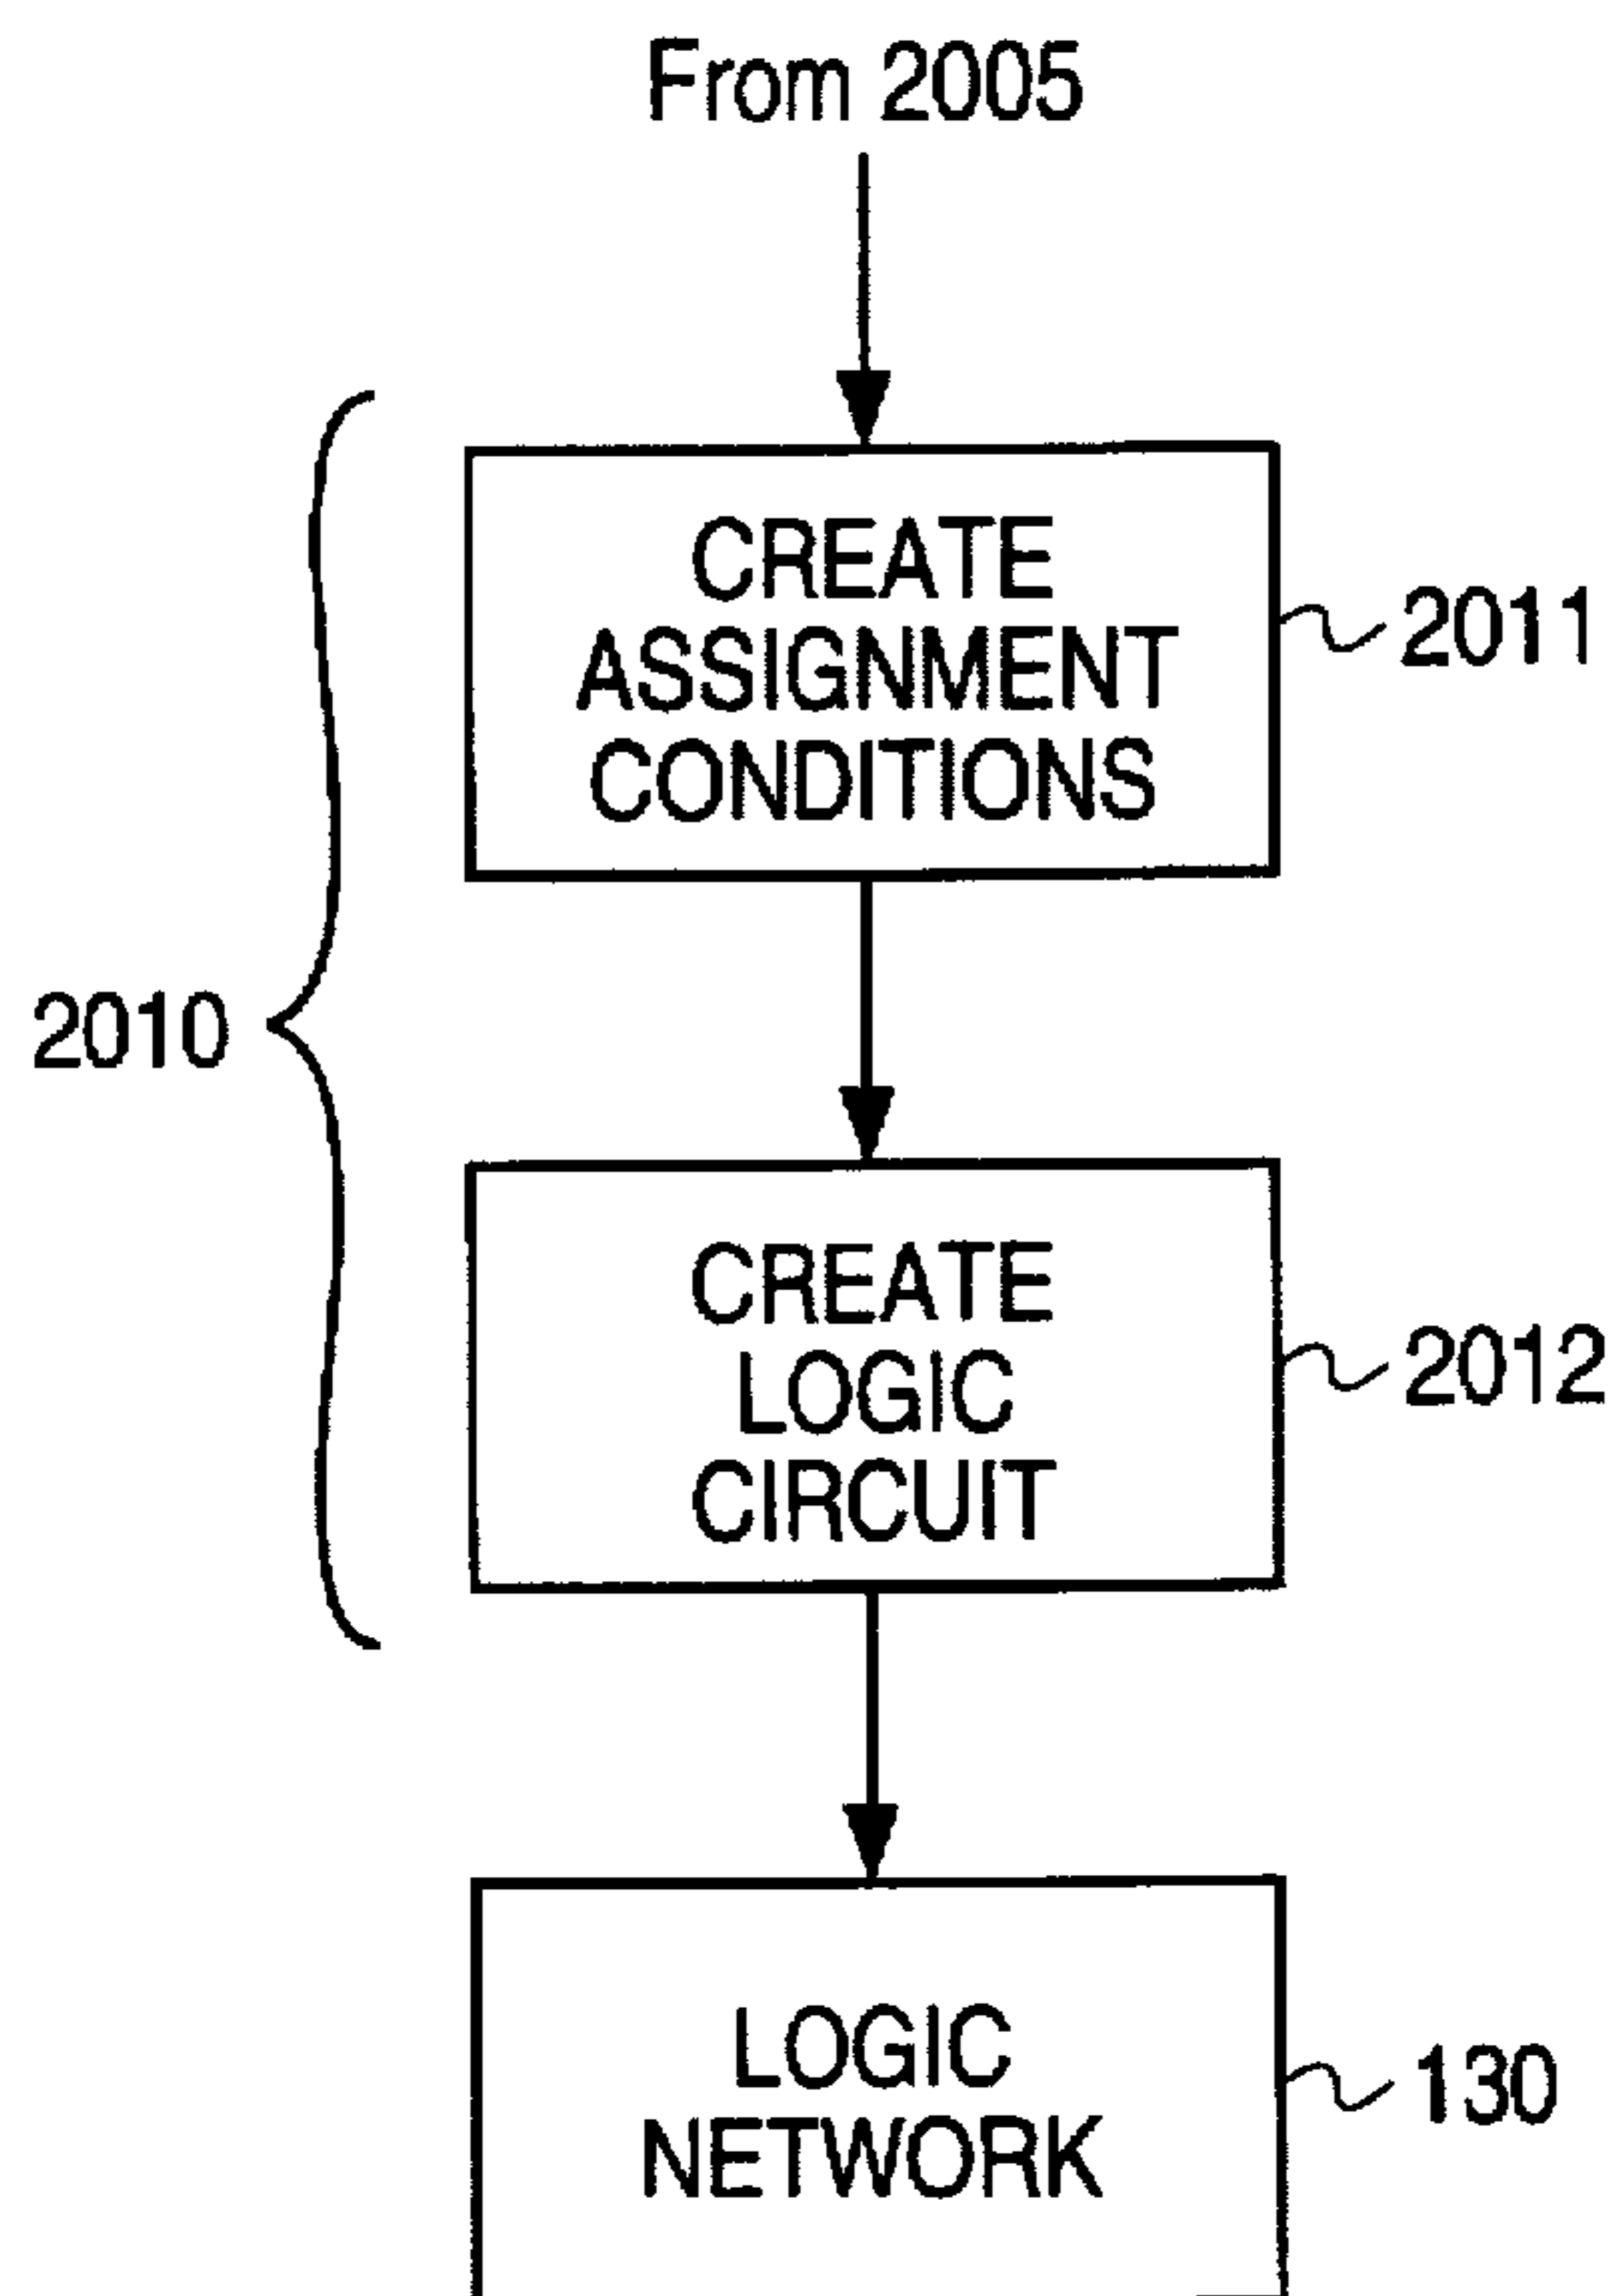 From 2005
CREATE
ASSIGNMENT
CONDITIONS
2011
2010
CREATE
LOGIC
CIRCUIT
2012
LOGIC
NETWORK
130